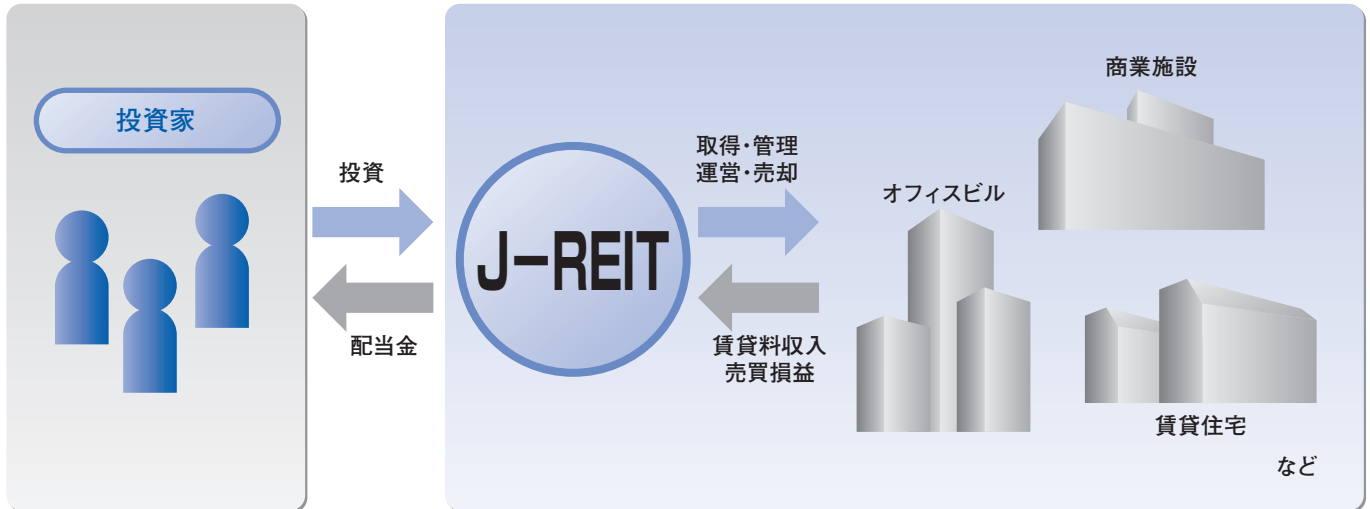 投資家
投資
配当金
J-REIT
取得・管理
運営・売却
賃貸料収入
売買損益
商業施設
オフィスビル
賃貸住宅
など